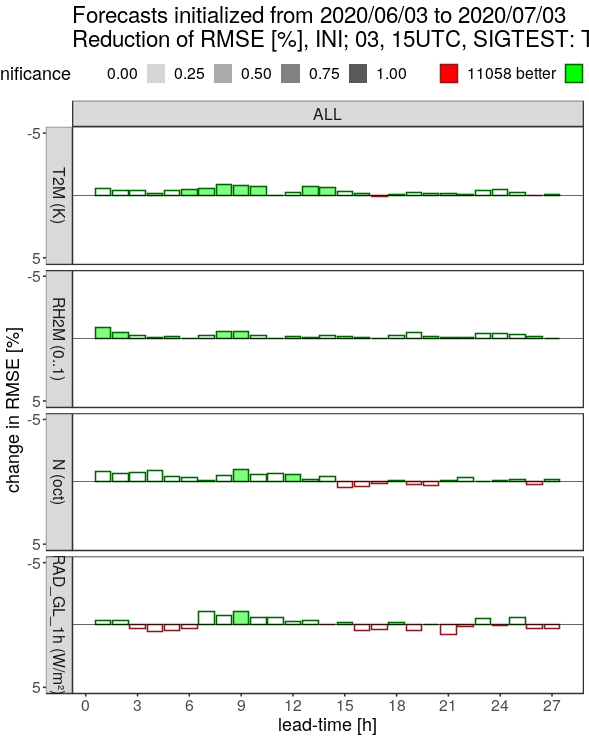 Forecasts initialized from 2020/06/03 to 2020/07/03
Reduction of RMSE [%], INI; 03, 15UTC, SIGTEST: T
nificance 0.00 0.25 0.50 0.75 1.00 11058 better
ALL
-5
T2M (K)
5
-5
RH2M (0..1)
5
-5
N (oct)
5
-5
RAD_GL_1h (W/m²)
5
change in RMSE [%]
0 3 6 9 12 15 18 21 24 27
lead-time [h]